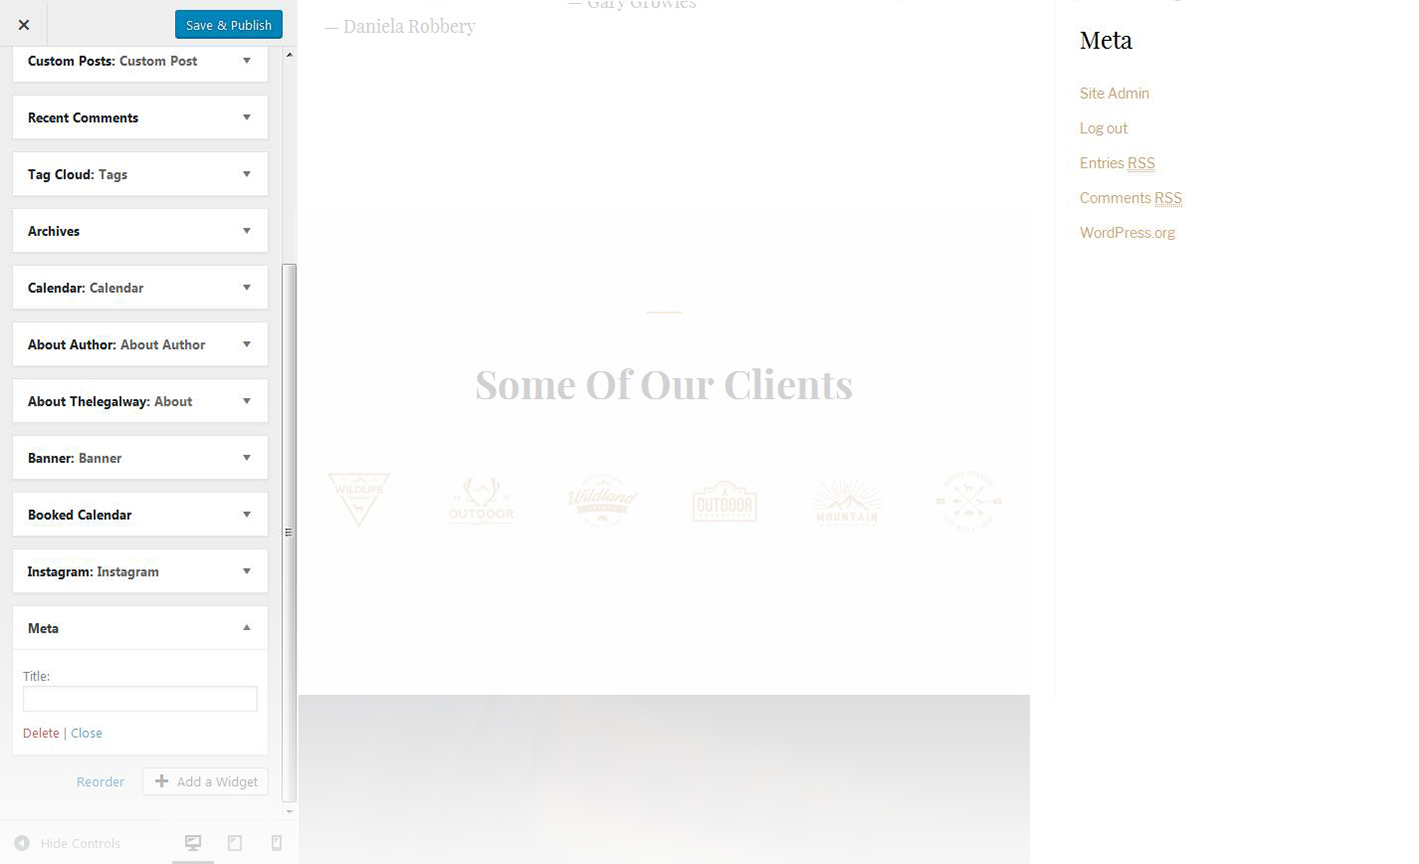 Save & Publish
Custom Posts: Custom Post
Recent Comments
Tag Cloud: Tags
Archives
Calendar: Calendar
About Author: About Author
About Thelegalway: About
Banner: Banner
Booked Calendar
Instagram: Instagram
Meta
Title:
Delete | Close
Reorder
Add a Widget
Hide Controls
— Gary Growles
— Daniela Robbery
Some Of Our Clients
WILDLIFE
OUTDOOR
Wildland
OUTDOOR
MOUNTAIN
Meta
Site Admin
Log out
Entries RSS
Comments RSS
WordPress.org